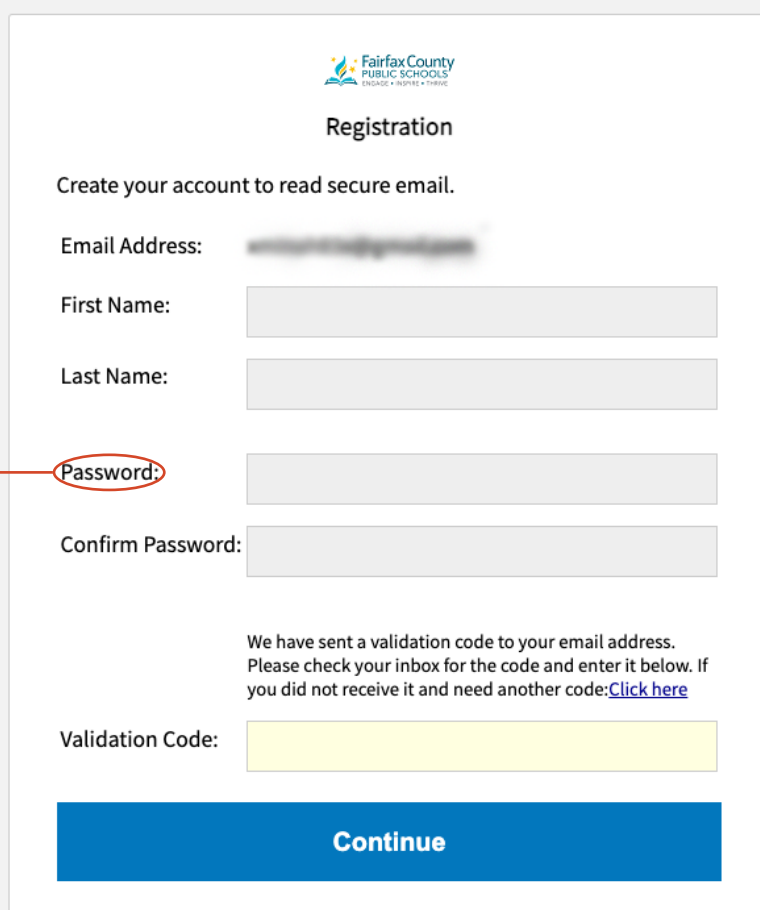 Fairfax County
PUBLIC SCHOOLS
ENGAGE • INSPIRE • THRIVE
Registration
Create your account to read secure email.
Email Address:
First Name:
Last Name:
Password:
Confirm Password:
We have sent a validation code to your email address.
Please check your inbox for the code and enter it below. If
you did not receive it and need another code:Click here
Validation Code:
Continue